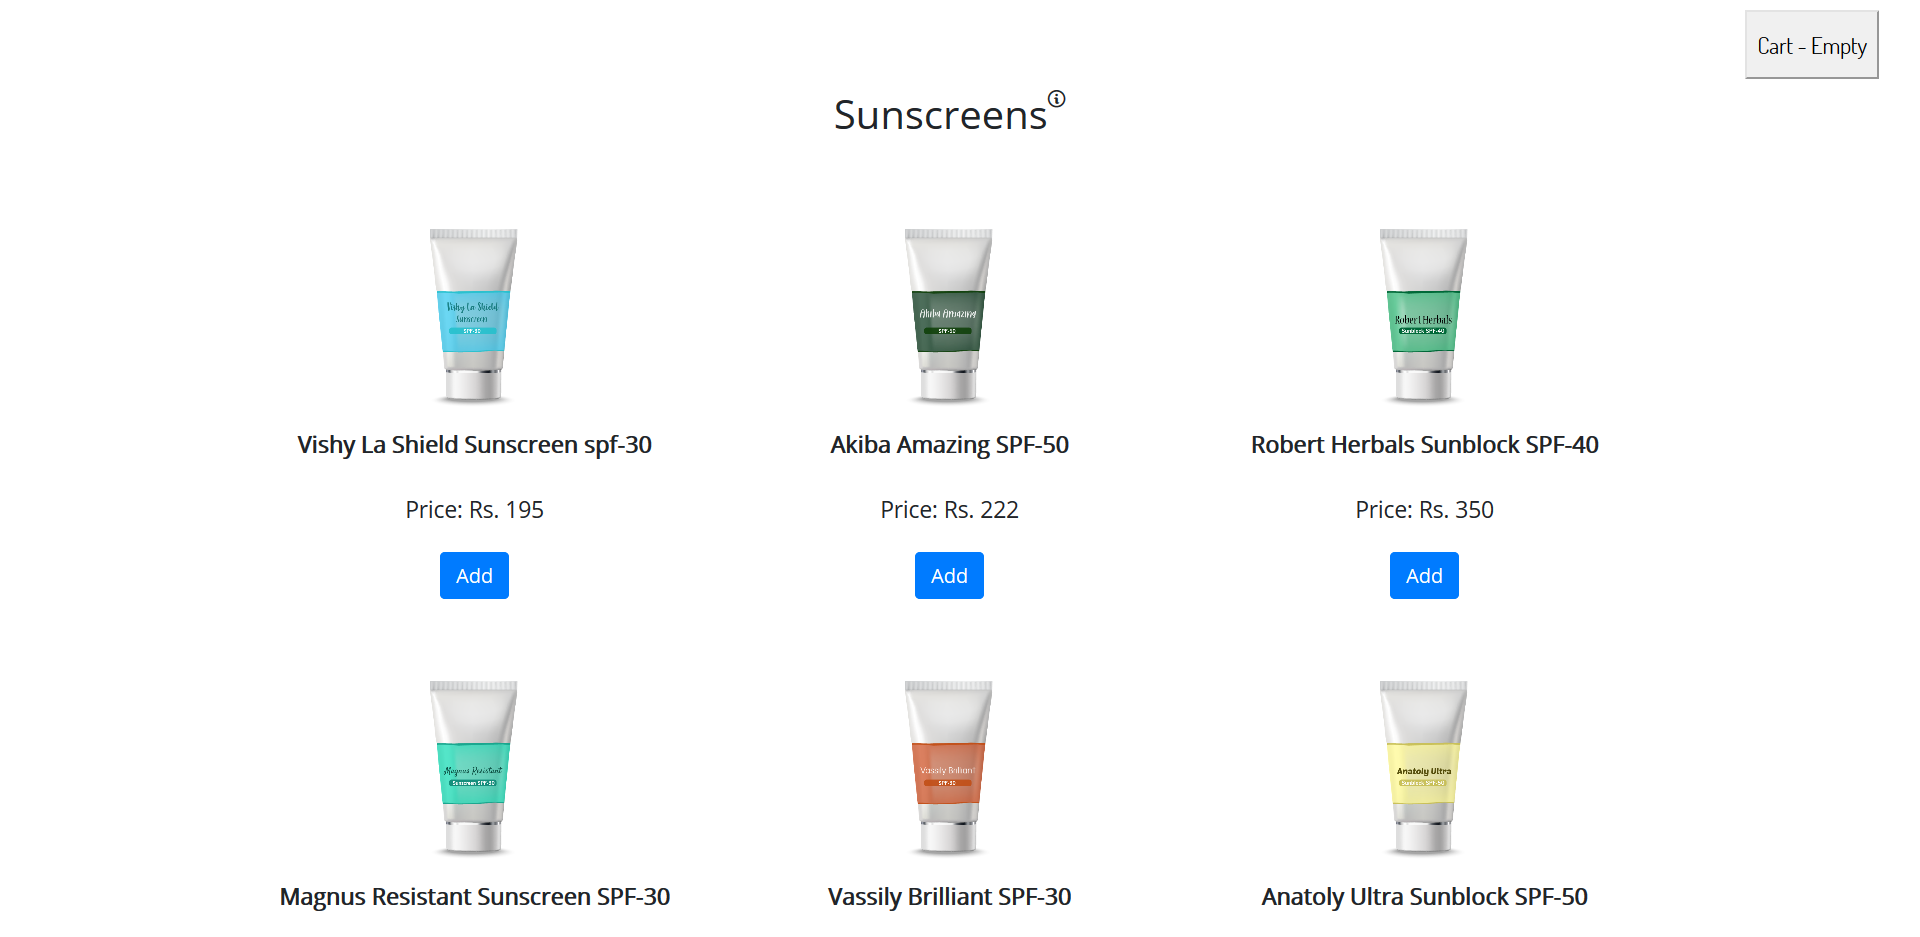 Cart - Empty
Sunscreens
Vishy La Shield
Sunscreen
SPF-30
Akiba Amazing
SPF-50
Robert Herbals
Sunblock SPF-40
Vishy La Shield Sunscreen spf-30
Akiba Amazing SPF-50
Robert Herbals Sunblock SPF-40
Price: Rs. 195
Price: Rs. 222
Price: Rs. 350
Add
Add
Add
Magnus Resistant
Sunscreen SPF-30
Vassily Briliant
SPF-30
Anatoly Ultra
Sunblock SPF-50
Magnus Resistant Sunscreen SPF-30
Vassily Brilliant SPF-30
Anatoly Ultra Sunblock SPF-50